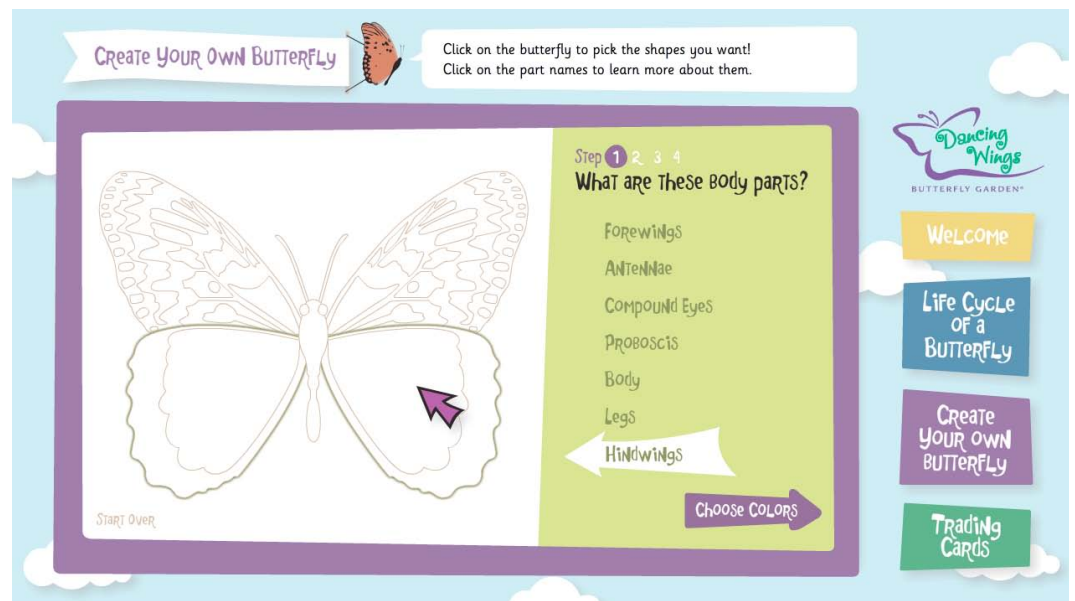 Create Your Own Butterfly
Click on the butterfly to pick the shapes you want!
Click on the part names to learn more about them.
Step 1 2 3 4
What are these body parts?
Forewings
Antennae
Compound Eyes
Proboscis
Body
Legs
Hindwings
Choose Colors
Start Over
Dancing
Wings
BUTTERFLY GARDEN®
Welcome
Life Cycle
of a
Butterfly
Create
Your Own
Butterfly
Trading
Cards